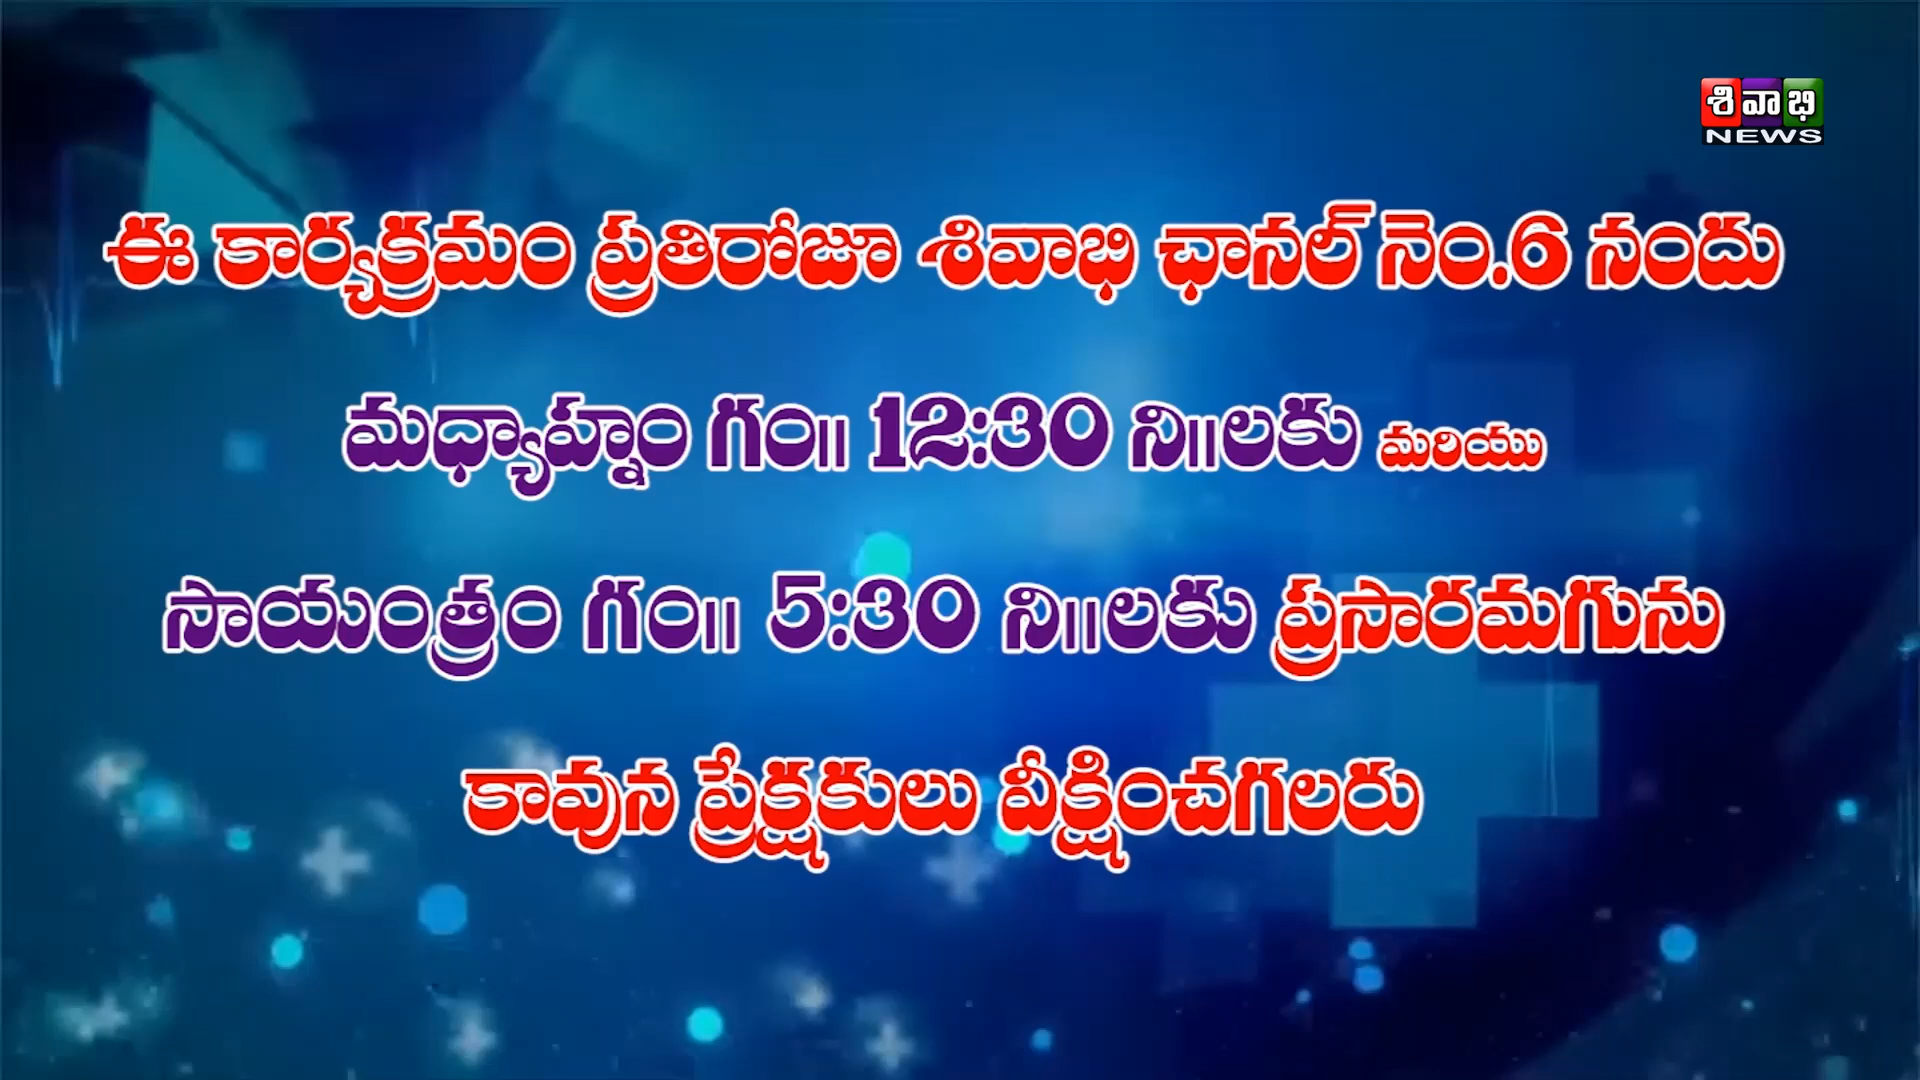 శివాభి
NEWS
ఈ కార్యక్రమం ప్రతిరోజూ శివాభి ఛానల్ నెం.6 నందు
మధ్యాహ్నం గం॥ 12:30 ని॥లకు మరియు
సాయంత్రం గం॥ 5:30 ని॥లకు ప్రసారమగును
కావున ప్రేక్షకులు వీక్షించగలరు